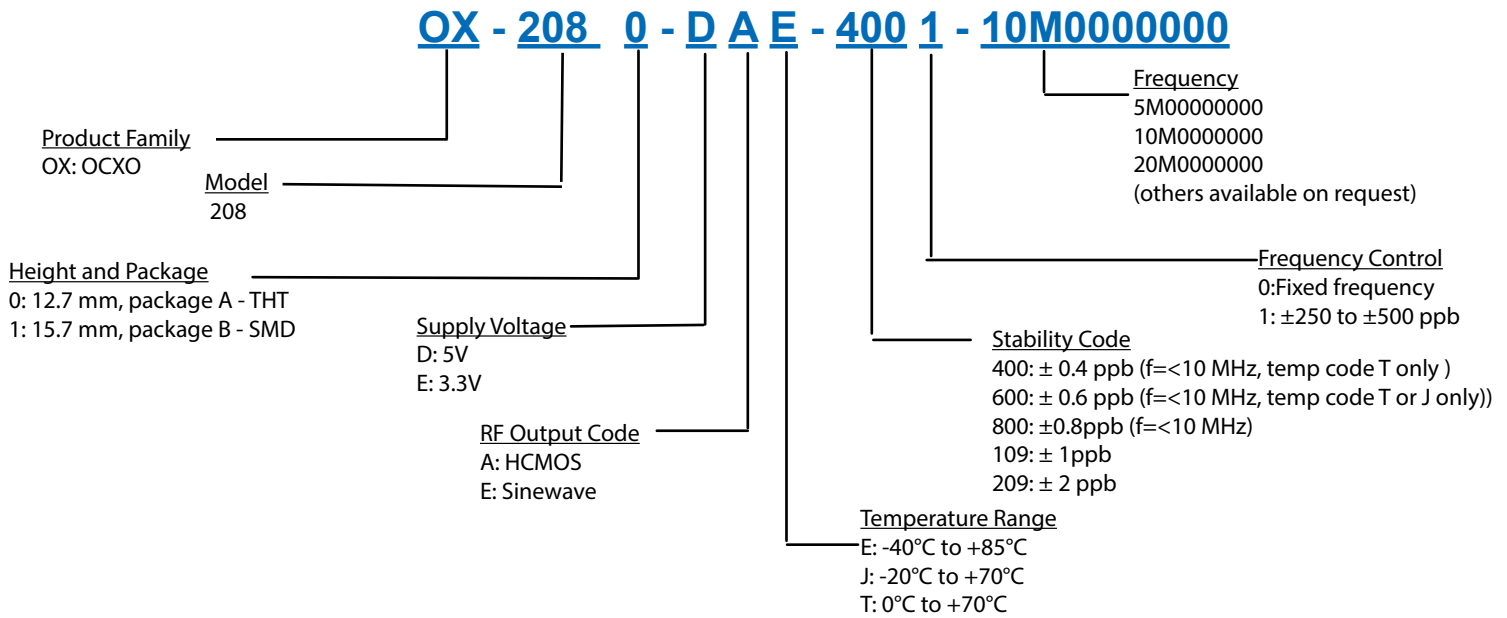 OX - 208 0 - D A E - 400 1 - 10M0000000
Frequency
5M00000000
10M0000000
20M0000000
(others available on request)
Product Family
OX: OCXO
Model
208
Height and Package
0: 12.7 mm, package A - THT
1: 15.7 mm, package B - SMD
Frequency Control
0:Fixed frequency
1: ±250 to ±500 ppb
Supply Voltage
D: 5V
E: 3.3V
Stability Code
400: ± 0.4 ppb (f=<10 MHz, temp code T only )
600: ± 0.6 ppb (f=<10 MHz, temp code T or J only))
800: ±0.8ppb (f=<10 MHz)
109: ± 1ppb
209: ± 2 ppb
RF Output Code
A: HCMOS
E: Sinewave
Temperature Range
E: -40°C to +85°C
J: -20°C to +70°C
T: 0°C to +70°C